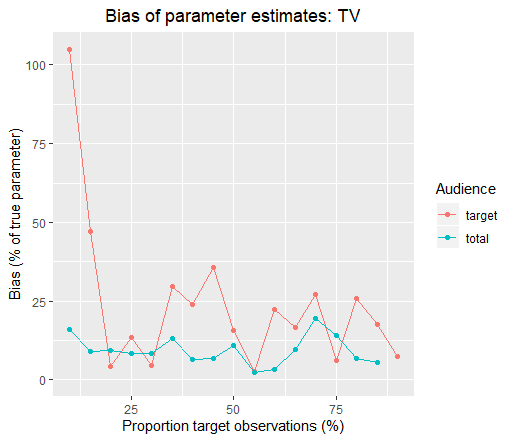 Bias of parameter estimates: TV
Bias (% of true parameter)
100
75
50
25
0
25
50
75
Proportion target observations (%)
Audience
target
total